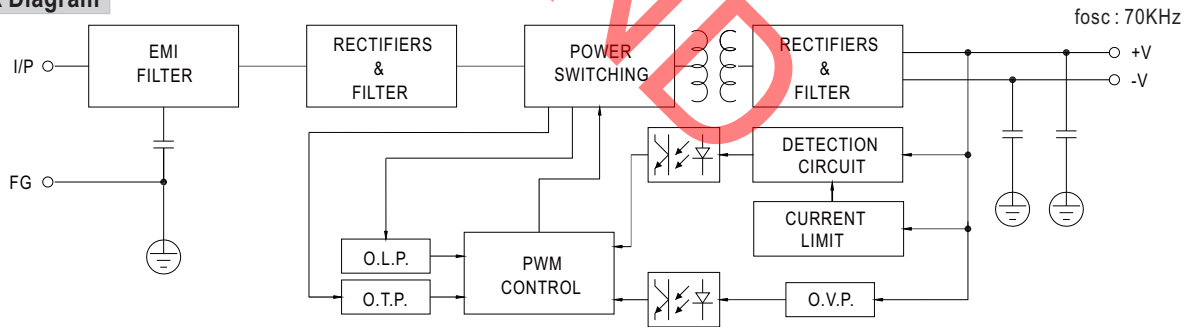 Diagram
fosc : 70KHz
I/P
EMI
FILTER
RECTIFIERS
&
FILTER
POWER
SWITCHING
RECTIFIERS
&
FILTER
+V
-V
DETECTION
CIRCUIT
FG
CURRENT
LIMIT
O.L.P.
PWM
CONTROL
O.T.P.
O.V.P.